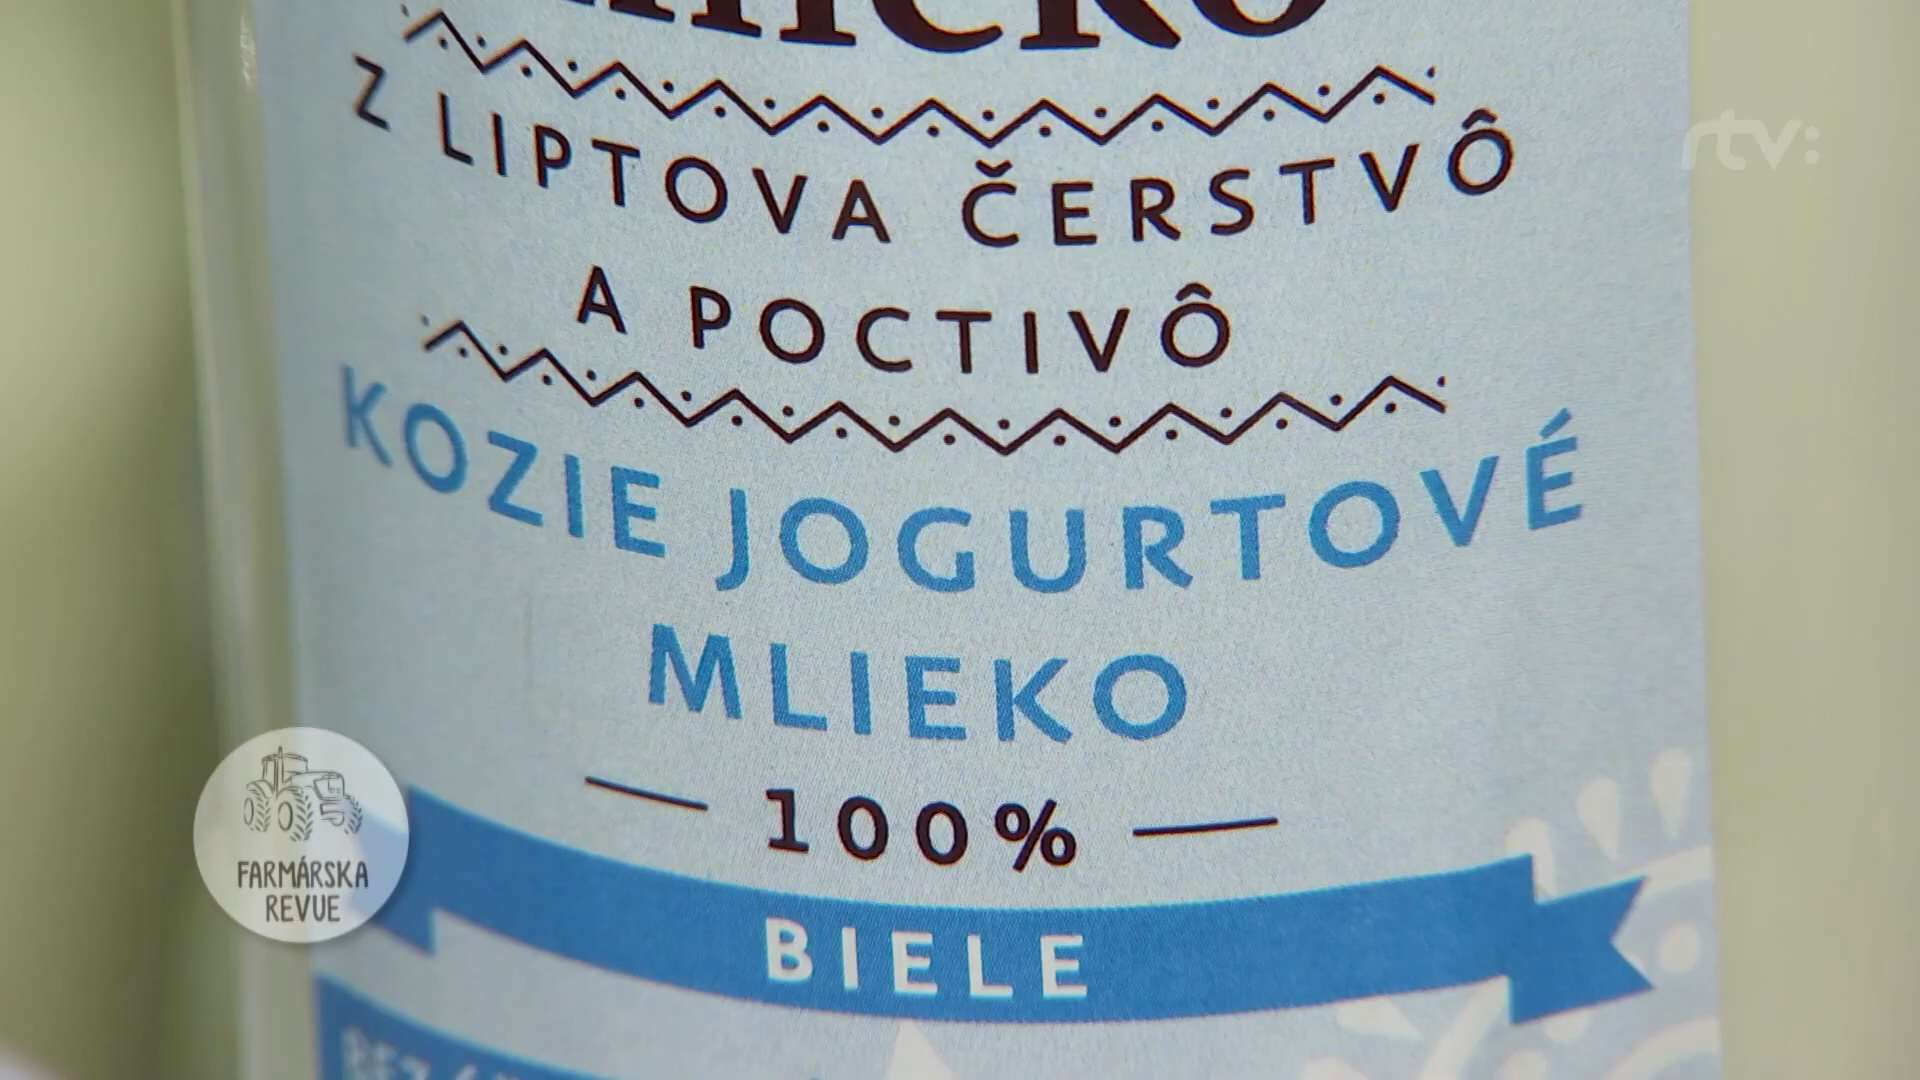 Z LIPTOVA ČERSTVÔ
A POCTIVÔ
KOZIE JOGURTOVÉ
MLIEKO
100%
BIELE
FARMÁRSKA
REVUE
rtv: